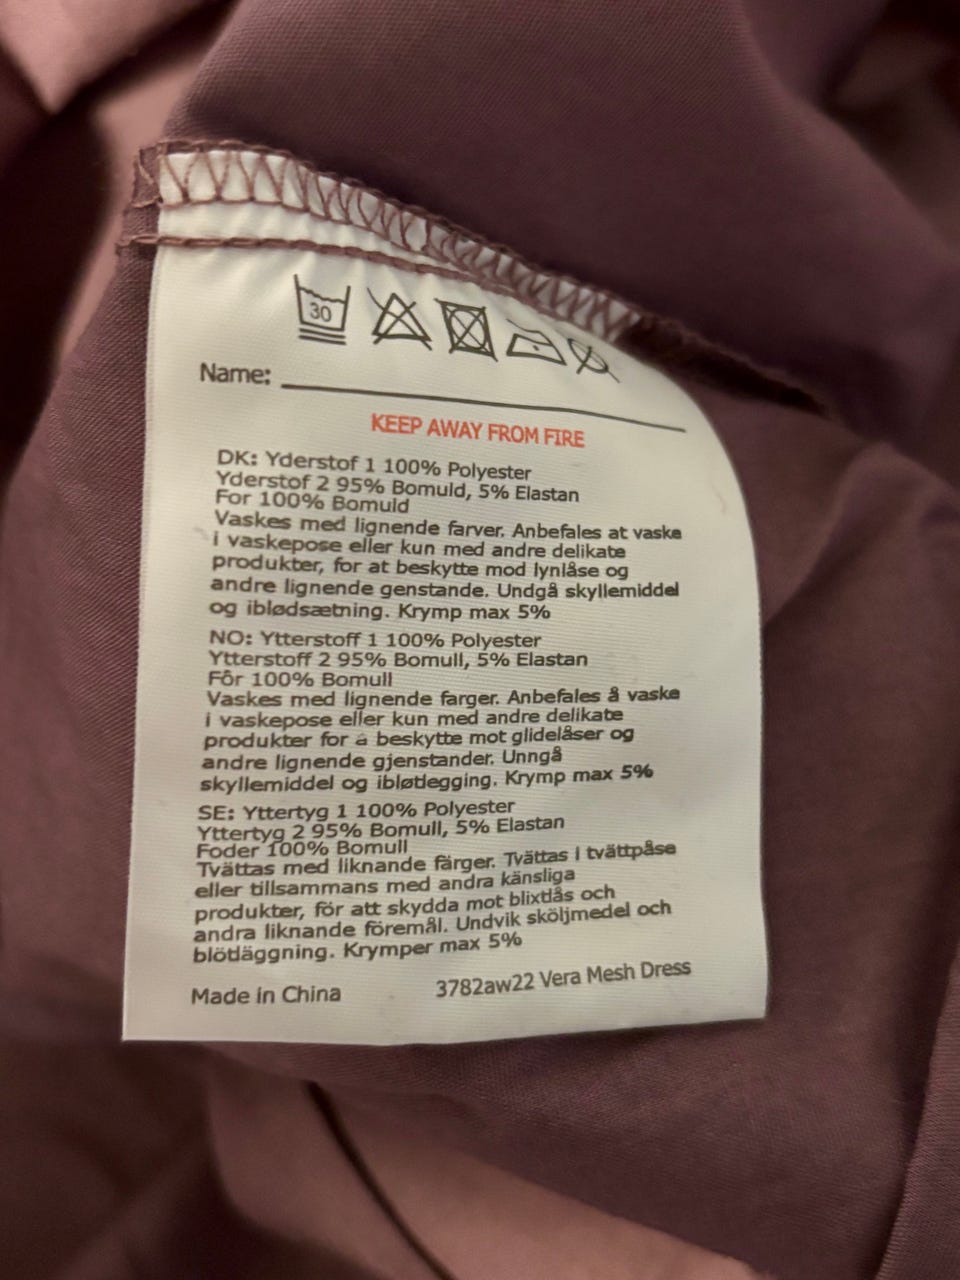 30
Name:
KEEP AWAY FROM FIRE
DK: Yderstof 1 100% Polyester
Yderstof 2 95% Bomuld, 5% Elastan
For 100% Bomuld
Vaskes med lignende farver. Anbefales at vaske
i vaskepose eller kun med andre delikate
produkter, for at beskytte mod lynlåse og
andre lignende genstande. Undgå skyllemiddel
og iblødsætning. Krymp max 5%
NO: Ytterstoff 1 100% Polyester
Ytterstoff 2 95% Bomull, 5% Elastan
Fôr 100% Bomull
Vaskes med lignende farger. Anbefales å vaske
i vaskepose eller kun med andre delikate
produkter for å beskytte mot glidelåser og
andre lignende gjenstander. Unngå
skyllemiddel og ibløtlegging. Krymp max 5%
SE: Yttertyg 1 100% Polyester
Yttertyg 2 95% Bomull, 5% Elastan
Foder 100% Bomull
Tvättas med liknande färger. Tvättas i tvättpåse
eller tillsammans med andra känsliga
produkter, för att skydda mot blixtlås och
andra liknande föremål. Undvik sköljmedel och
blötläggning. Krymper max 5%
Made in China 3782aw22 Vera Mesh Dress